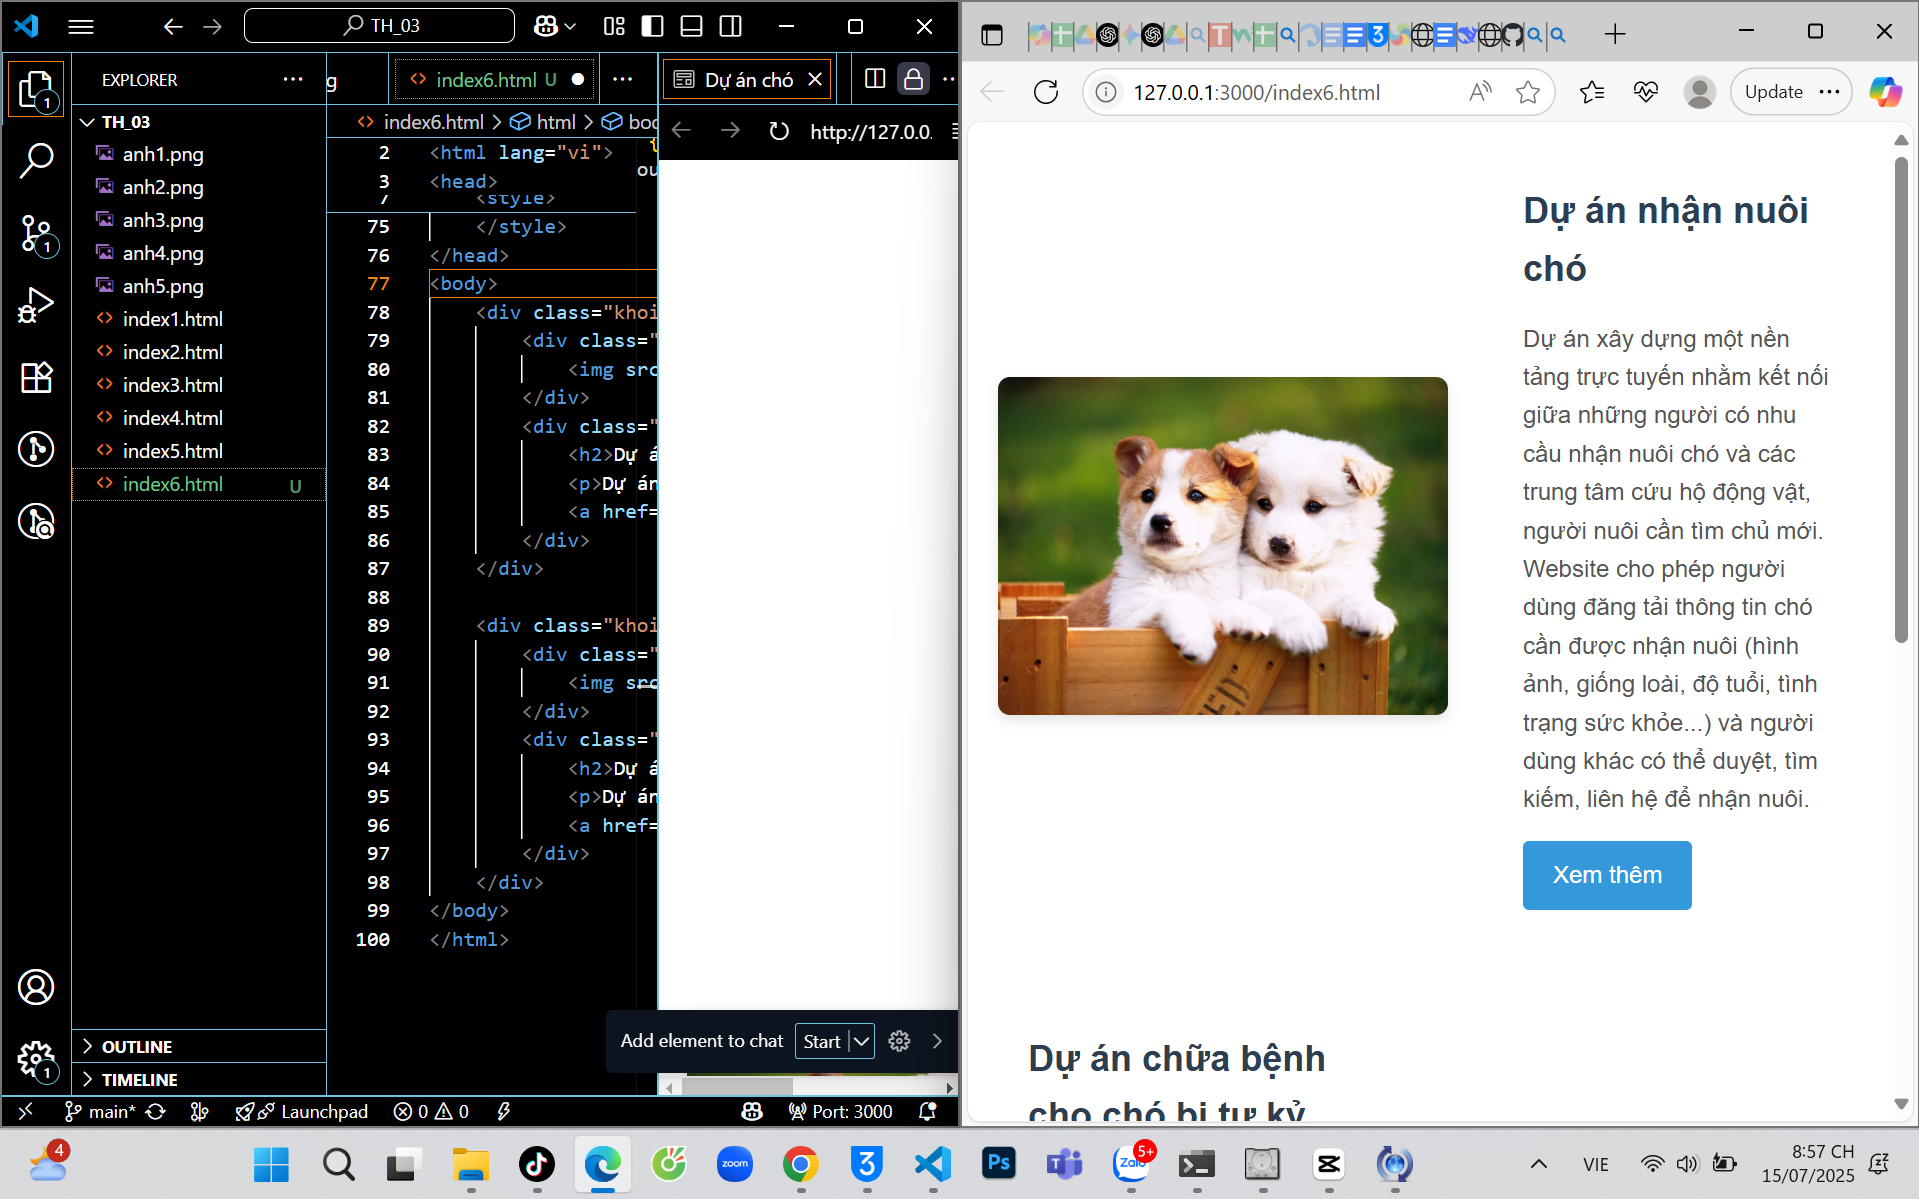 TH_03
EXPLORER
g
index6.html U
Dự án chó
TH_03
anh1.png
anh2.png
anh3.png
anh4.png
anh5.png
index1.html
index2.html
index3.html
index4.html
index5.html
index6.html U
index6.html > html > bod
http://127.0.0.
2 <html lang="vi">
3 <head>
7 <style>
75 </style>
76 </head>
77 <body>
78 <div class="khoi
79 <div class="
80 <img src
81 </div>
82 <div class="
83 <h2>Dự á
84 <p>Dự án
85 <a href=
86 </div>
87 </div>
88
89 <div class="khoi
90 <div class="
91 <img src
92 </div>
93 <div class="
94 <h2>Dự á
95 <p>Dự án
96 <a href=
97 </div>
98 </div>
99 </body>
100 </html>
OUTLINE
TIMELINE
Add element to chat Start
main* Launchpad 0 0 Port: 3000
127.0.0.1:3000/index6.html
Update
Dự án nhận nuôi
chó
Dự án xây dựng một nền
tảng trực tuyến nhằm kết nối
giữa những người có nhu
cầu nhận nuôi chó và các
trung tâm cứu hộ động vật,
người nuôi cần tìm chủ mới.
Website cho phép người
dùng đăng tải thông tin chó
cần được nhận nuôi (hình
ảnh, giống loài, độ tuổi, tình
trạng sức khỏe...) và người
dùng khác có thể duyệt, tìm
kiếm, liên hệ để nhận nuôi.
Xem thêm
Dự án chữa bệnh
cho chó bị tự kỷ
4
zoom
3
Ps
Zalo
5+
VIE
8:57 CH
15/07/2025